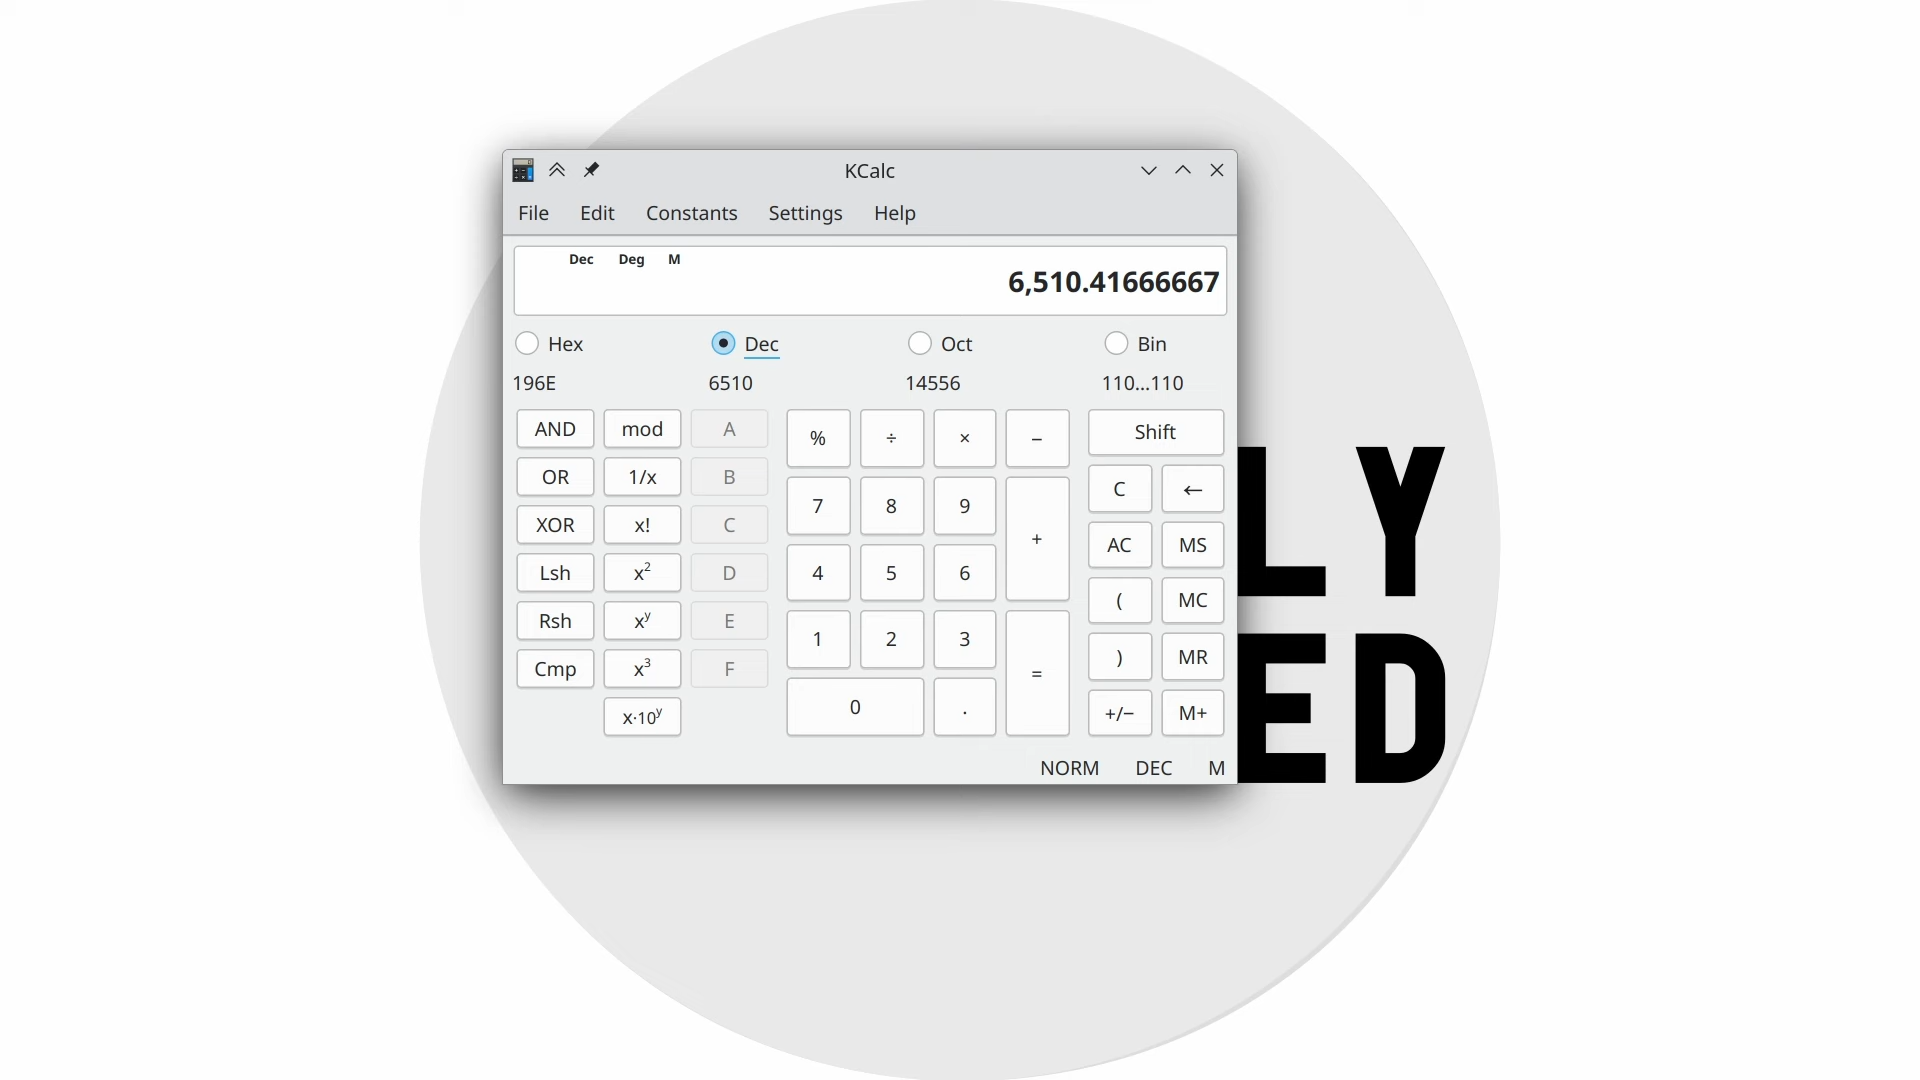 KCalc
File Edit Constants Settings Help
Dec Deg M
6,510.41666667
Hex Dec Oct Bin
196E 6510 14556 110...110
AND mod A % ÷ × − Shift
OR 1/x B C ←
XOR x! C 7 8 9 + AC MS
Lsh x² D 4 5 6 ( MC
Rsh xʸ E 1 2 3 = ) MR
Cmp x³ F
x·10ʸ 0 . +/− M+
NORM DEC M
LY
ED